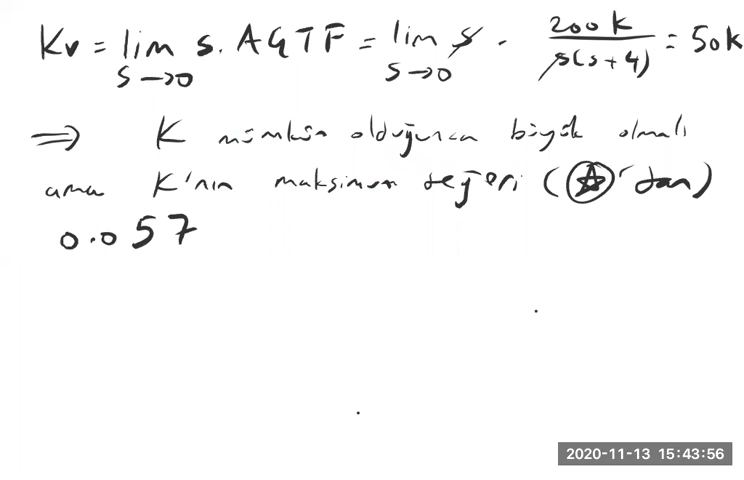 Kv = lim s→0 s. AGTF = lim s→0 s · 200k / s(s+4) = 50k
⇒ K mümkün olduğunca büyük olmalı
ama K'nın maksimum değeri (☆'dan)
0.057
2020-11-13 15:43:56